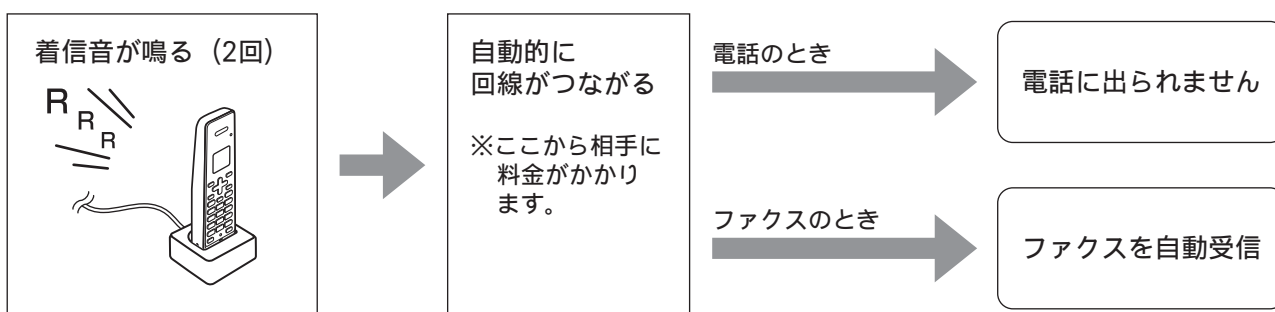 着信音が鳴る（2回）
R
R
R
自動的に
回線がつながる
※ここから相手に
料金がかかり
ます。
電話のとき
電話に出られません
ファクスのとき
ファクスを自動受信